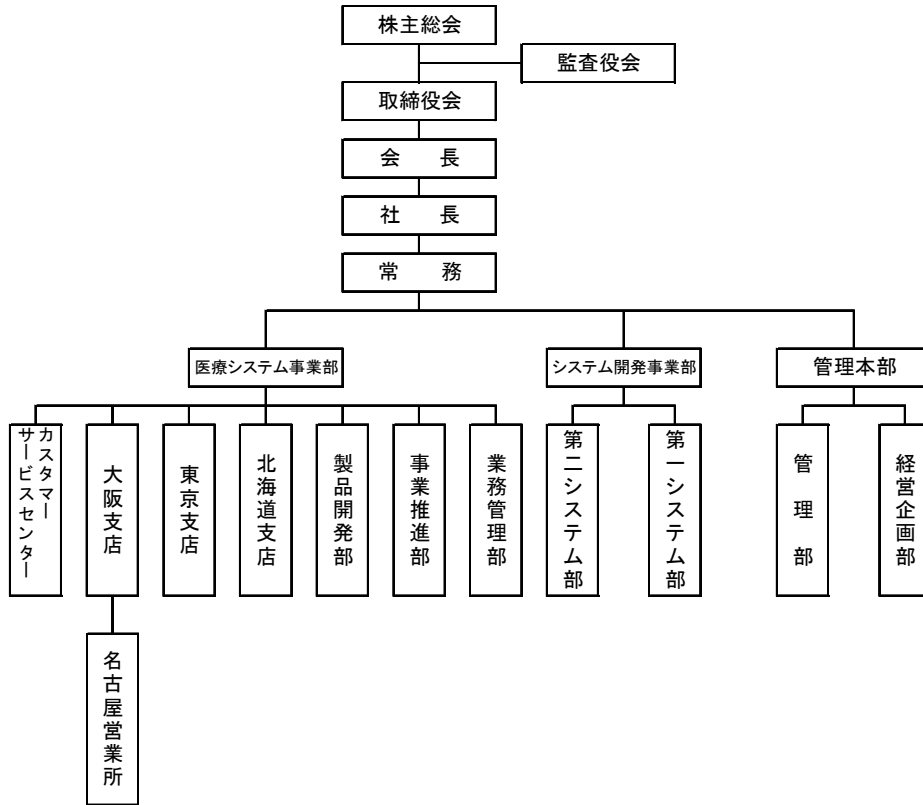 株主総会
監査役会
取締役会
会　長
社　長
常　務
医療システム事業部
システム開発事業部
管理本部
カスタマー
サービスセンター
大阪支店
東京支店
北海道支店
製品開発部
事業推進部
業務管理部
第二システム部
第一システム部
管理部
経営企画部
名古屋営業所